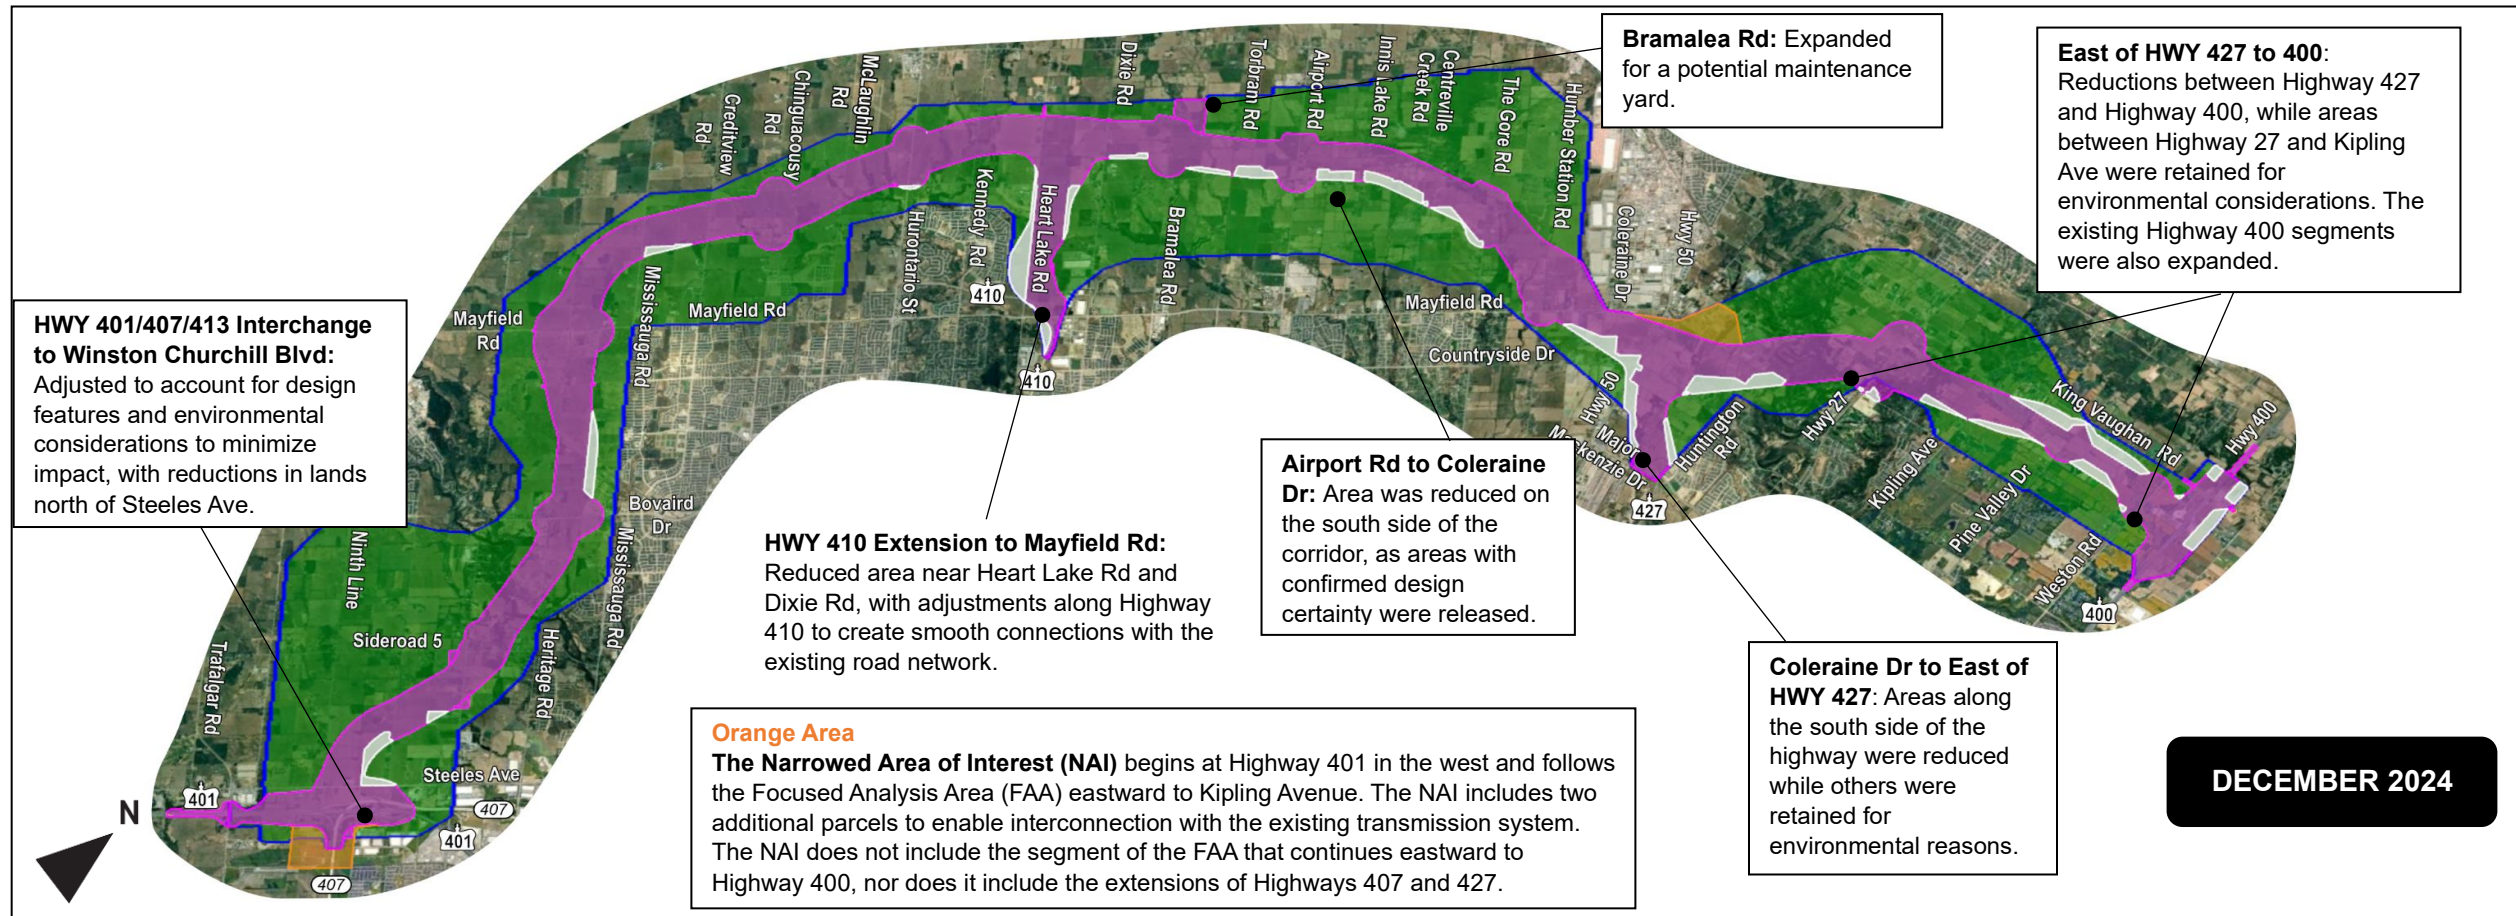 Bramalea Rd: Expanded
for a potential maintenance
yard.
East of HWY 427 to 400:
Reductions between Highway 427
and Highway 400, while areas
between Highway 27 and Kipling
Ave were retained for
environmental considerations. The
existing Highway 400 segments
were also expanded.
HWY 401/407/413 Interchange
to Winston Churchill Blvd:
Adjusted to account for design
features and environmental
considerations to minimize
impact, with reductions in lands
north of Steeles Ave.
HWY 410 Extension to Mayfield Rd:
Reduced area near Heart Lake Rd and
Dixie Rd, with adjustments along Highway
410 to create smooth connections with the
existing road network.
Airport Rd to Coleraine
Dr: Area was reduced on
the south side of the
corridor, as areas with
confirmed design
certainty were released.
Coleraine Dr to East of
HWY 427: Areas along
the south side of the
highway were reduced
while others were
retained for
environmental reasons.
Orange Area
The Narrowed Area of Interest (NAI) begins at Highway 401 in the west and follows
the Focused Analysis Area (FAA) eastward to Kipling Avenue. The NAI includes two
additional parcels to enable interconnection with the existing transmission system.
The NAI does not include the segment of the FAA that continues eastward to
Highway 400, nor does it include the extensions of Highways 407 and 427.
DECEMBER 2024
N
Trafalgar Rd
Ninth Line
Sideroad 5
Steeles Ave
Heritage Rd
401
407
401
407
Mayfield
Rd
Mississauga Rd
Bovaird
Dr
Mississauga Rd
Mayfield Rd
Creditview
Rd
Chinguacousy
Rd
McLaughlin
Rd
Hurontario St
Kennedy Rd
Heart Lake Rd
410
410
Dixie Rd
Bramalea Rd
Torbram Rd
Airport Rd
Innis Lake Rd
Centreville
Creek Rd
The Gore Rd
Humber Station Rd
Coleraine Dr
Hwy 50
Mayfield Rd
Countryside Dr
Hwy 50
Major
Mackenzie Dr
427
Huntington
Rd
Hwy 27
Kipling Ave
Pine Valley Dr
Weston Rd
400
King Vaughan
Rd
Hwy 400